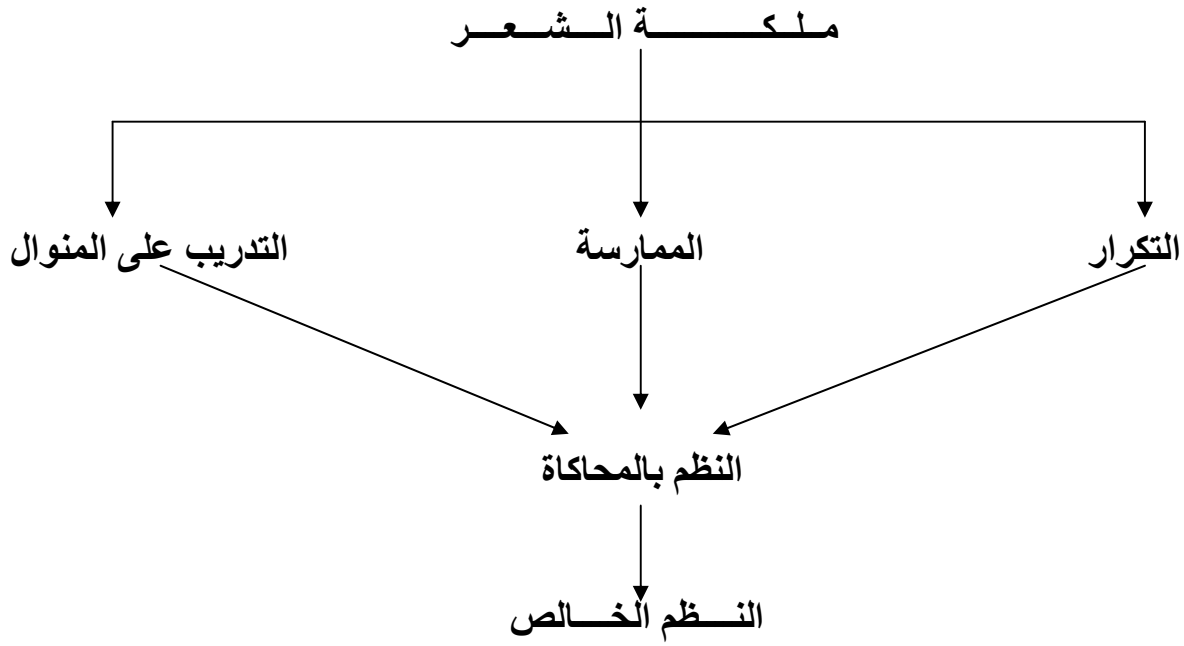 ملكة الشعر
التكرار
الممارسة
التدريب على المنوال
النظم بالمحاكاة
النظم الخالص